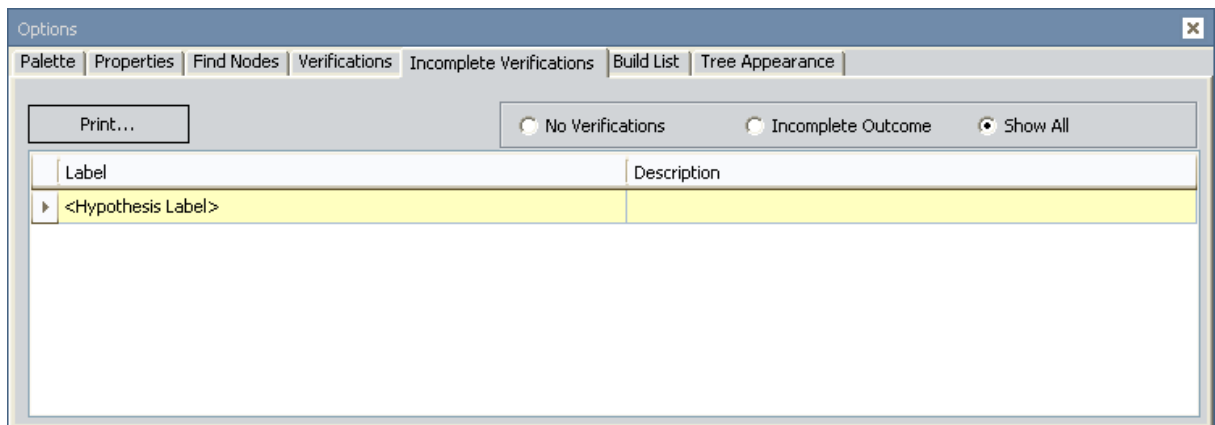 Options
Palette Properties Find Nodes Verifications Incomplete Verifications Build List Tree Appearance
Print... No Verifications Incomplete Outcome Show All
Label Description
<Hypothesis Label>